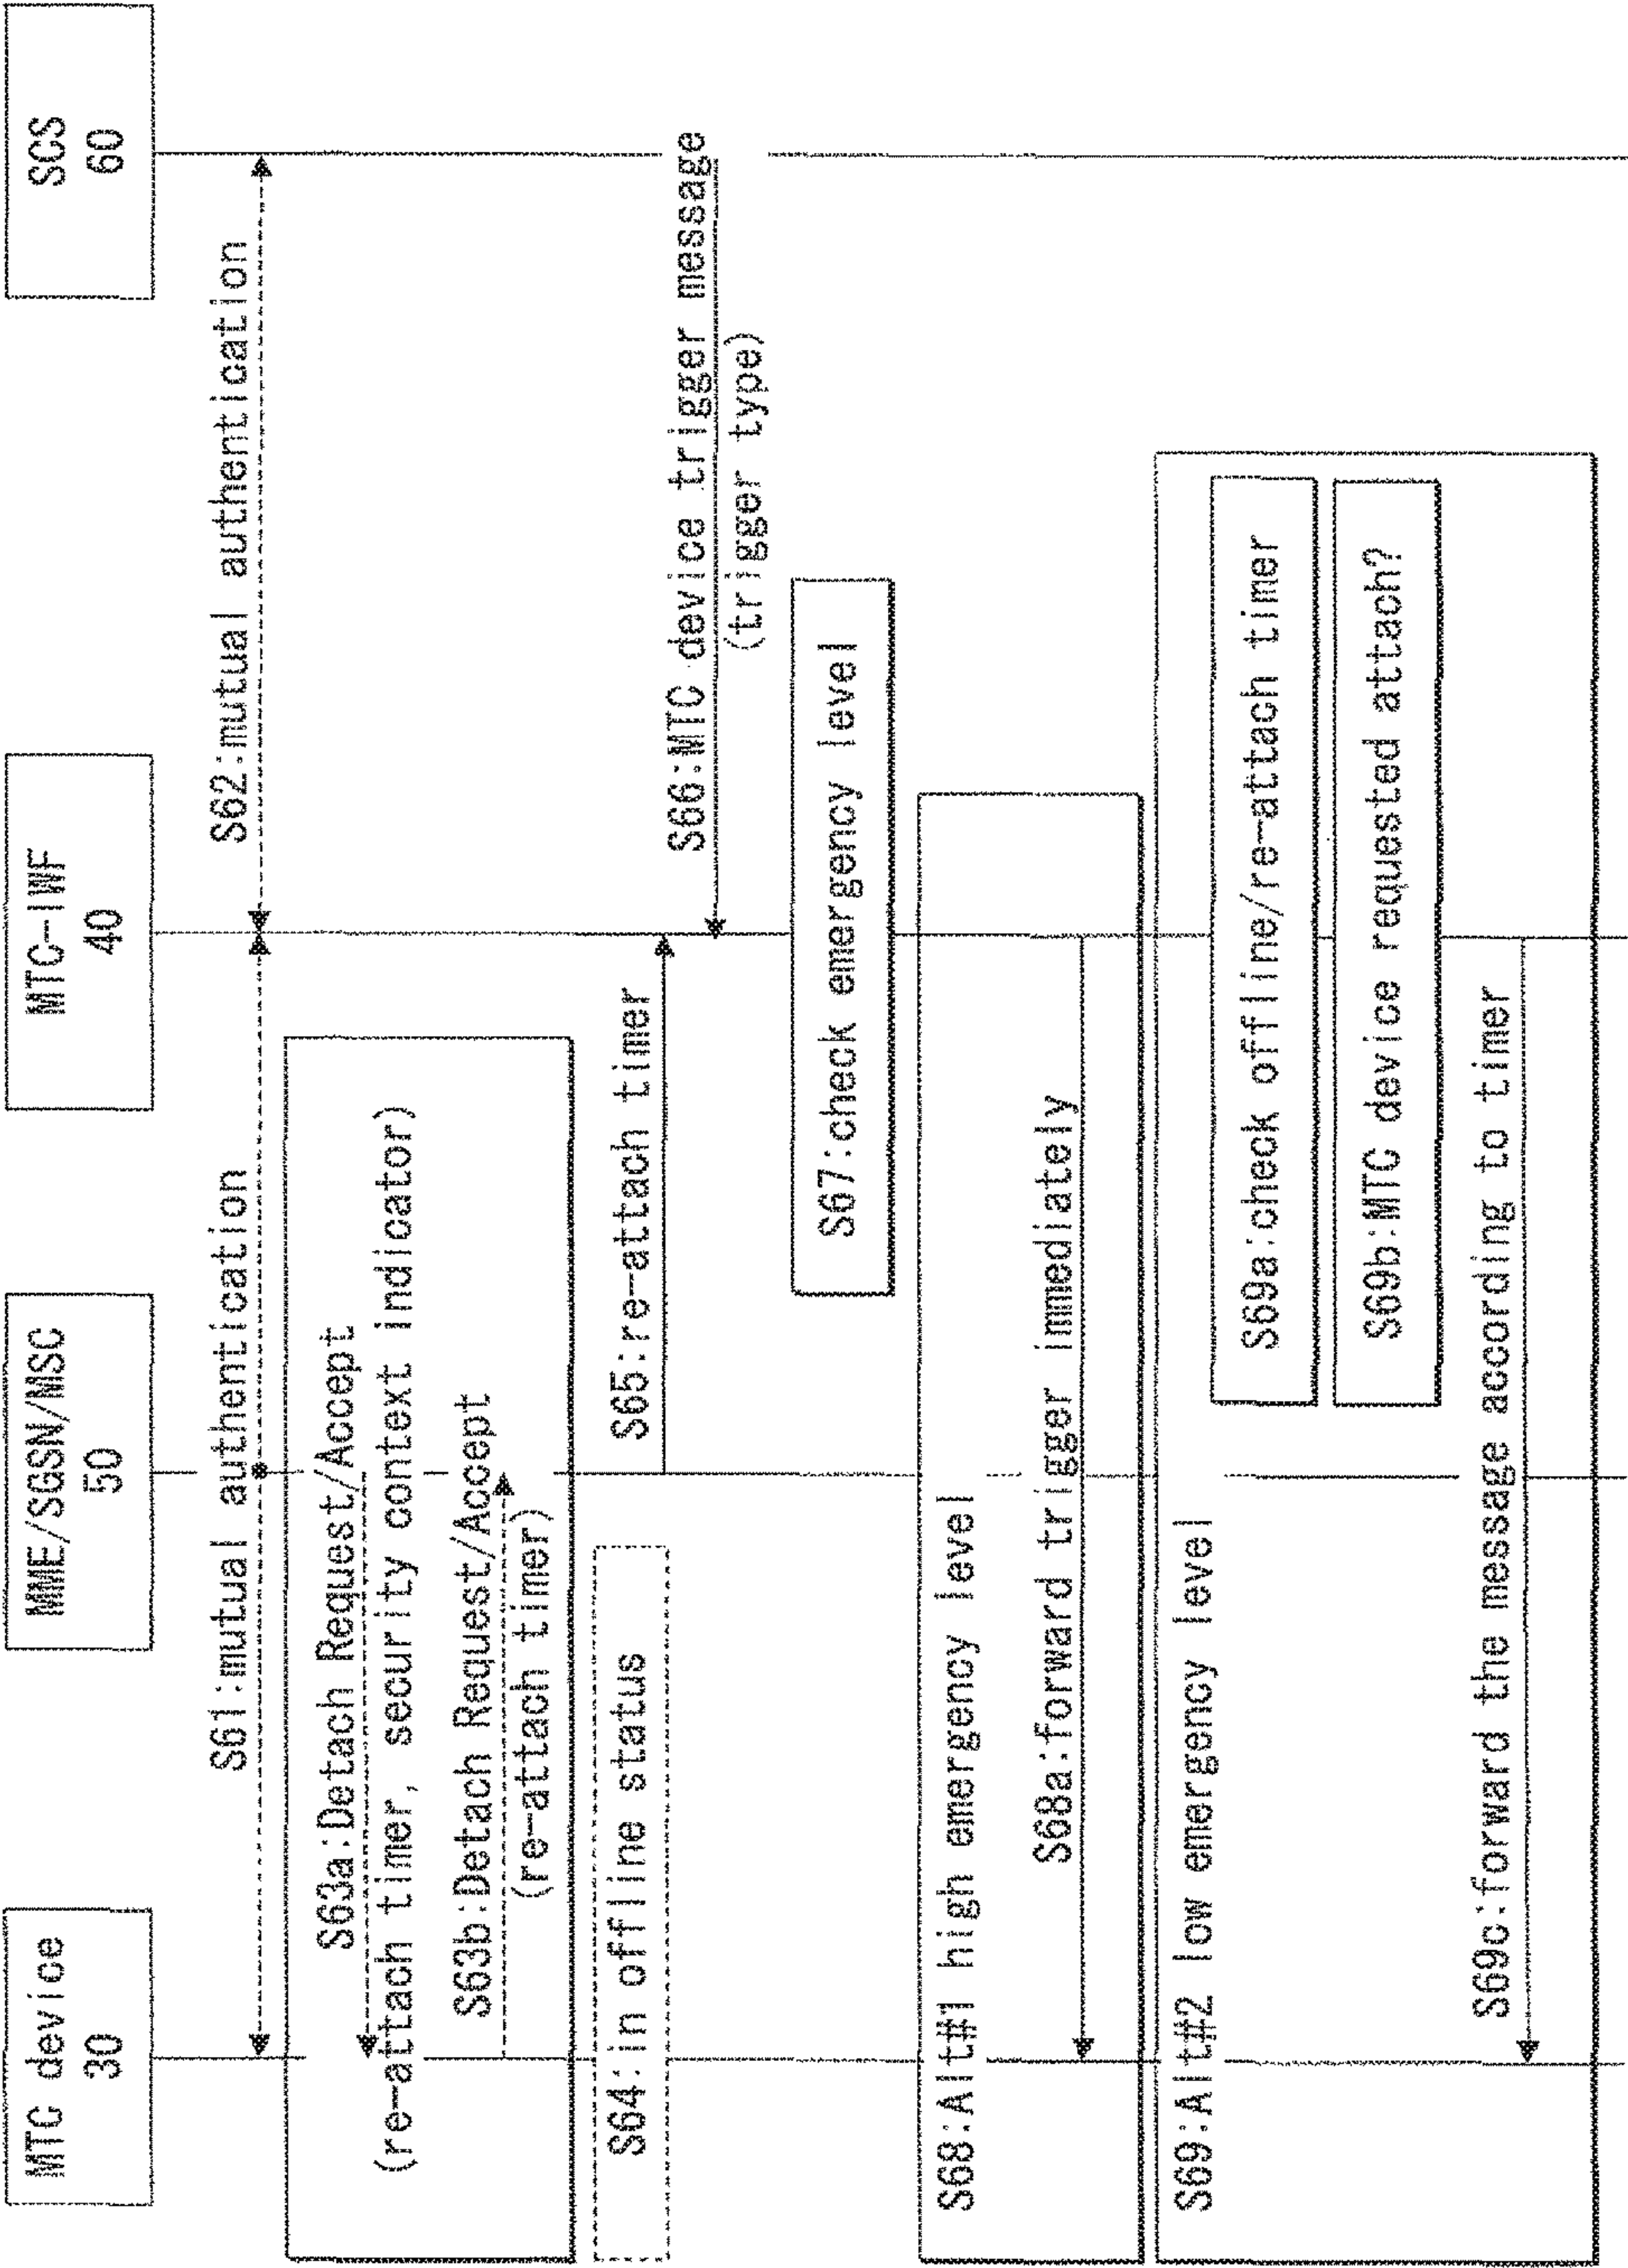 MTC device
30
MME/SGSN/MSC
50
MTC-IWF
40
SCS
60
S61:mutual authentication
S62:mutual authentication
S63a:Detach Request/Accept
(re-attach timer, security context indicator)
S63b:Detach Request/Accept
(re-attach timer)
S64:in offline status
S65:re-attach timer
S66:MTC device trigger message
(trigger type)
S67:check emergency level
S68:Alt#1 high emergency level
S68a:forward trigger immediately
S69:Alt#2 low emergency level
S69a:check offline/re-attach timer
S69b:MTC device requested attach?
S69c:forward the message according to timer